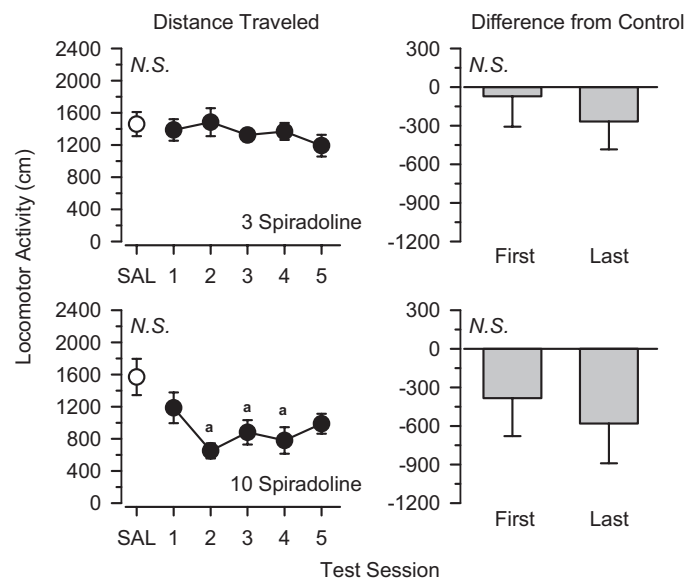 Distance Traveled
Difference from Control
Locomotor Activity (cm)
2400
2000
1600
1200
800
400
0
N.S.
3 Spiradoline
SAL 1 2 3 4 5
300
0
-300
-600
-900
-1200
N.S.
First Last
2400
2000
1600
1200
800
400
0
N.S.
a a a
10 Spiradoline
SAL 1 2 3 4 5
300
0
-300
-600
-900
-1200
N.S.
First Last
Test Session